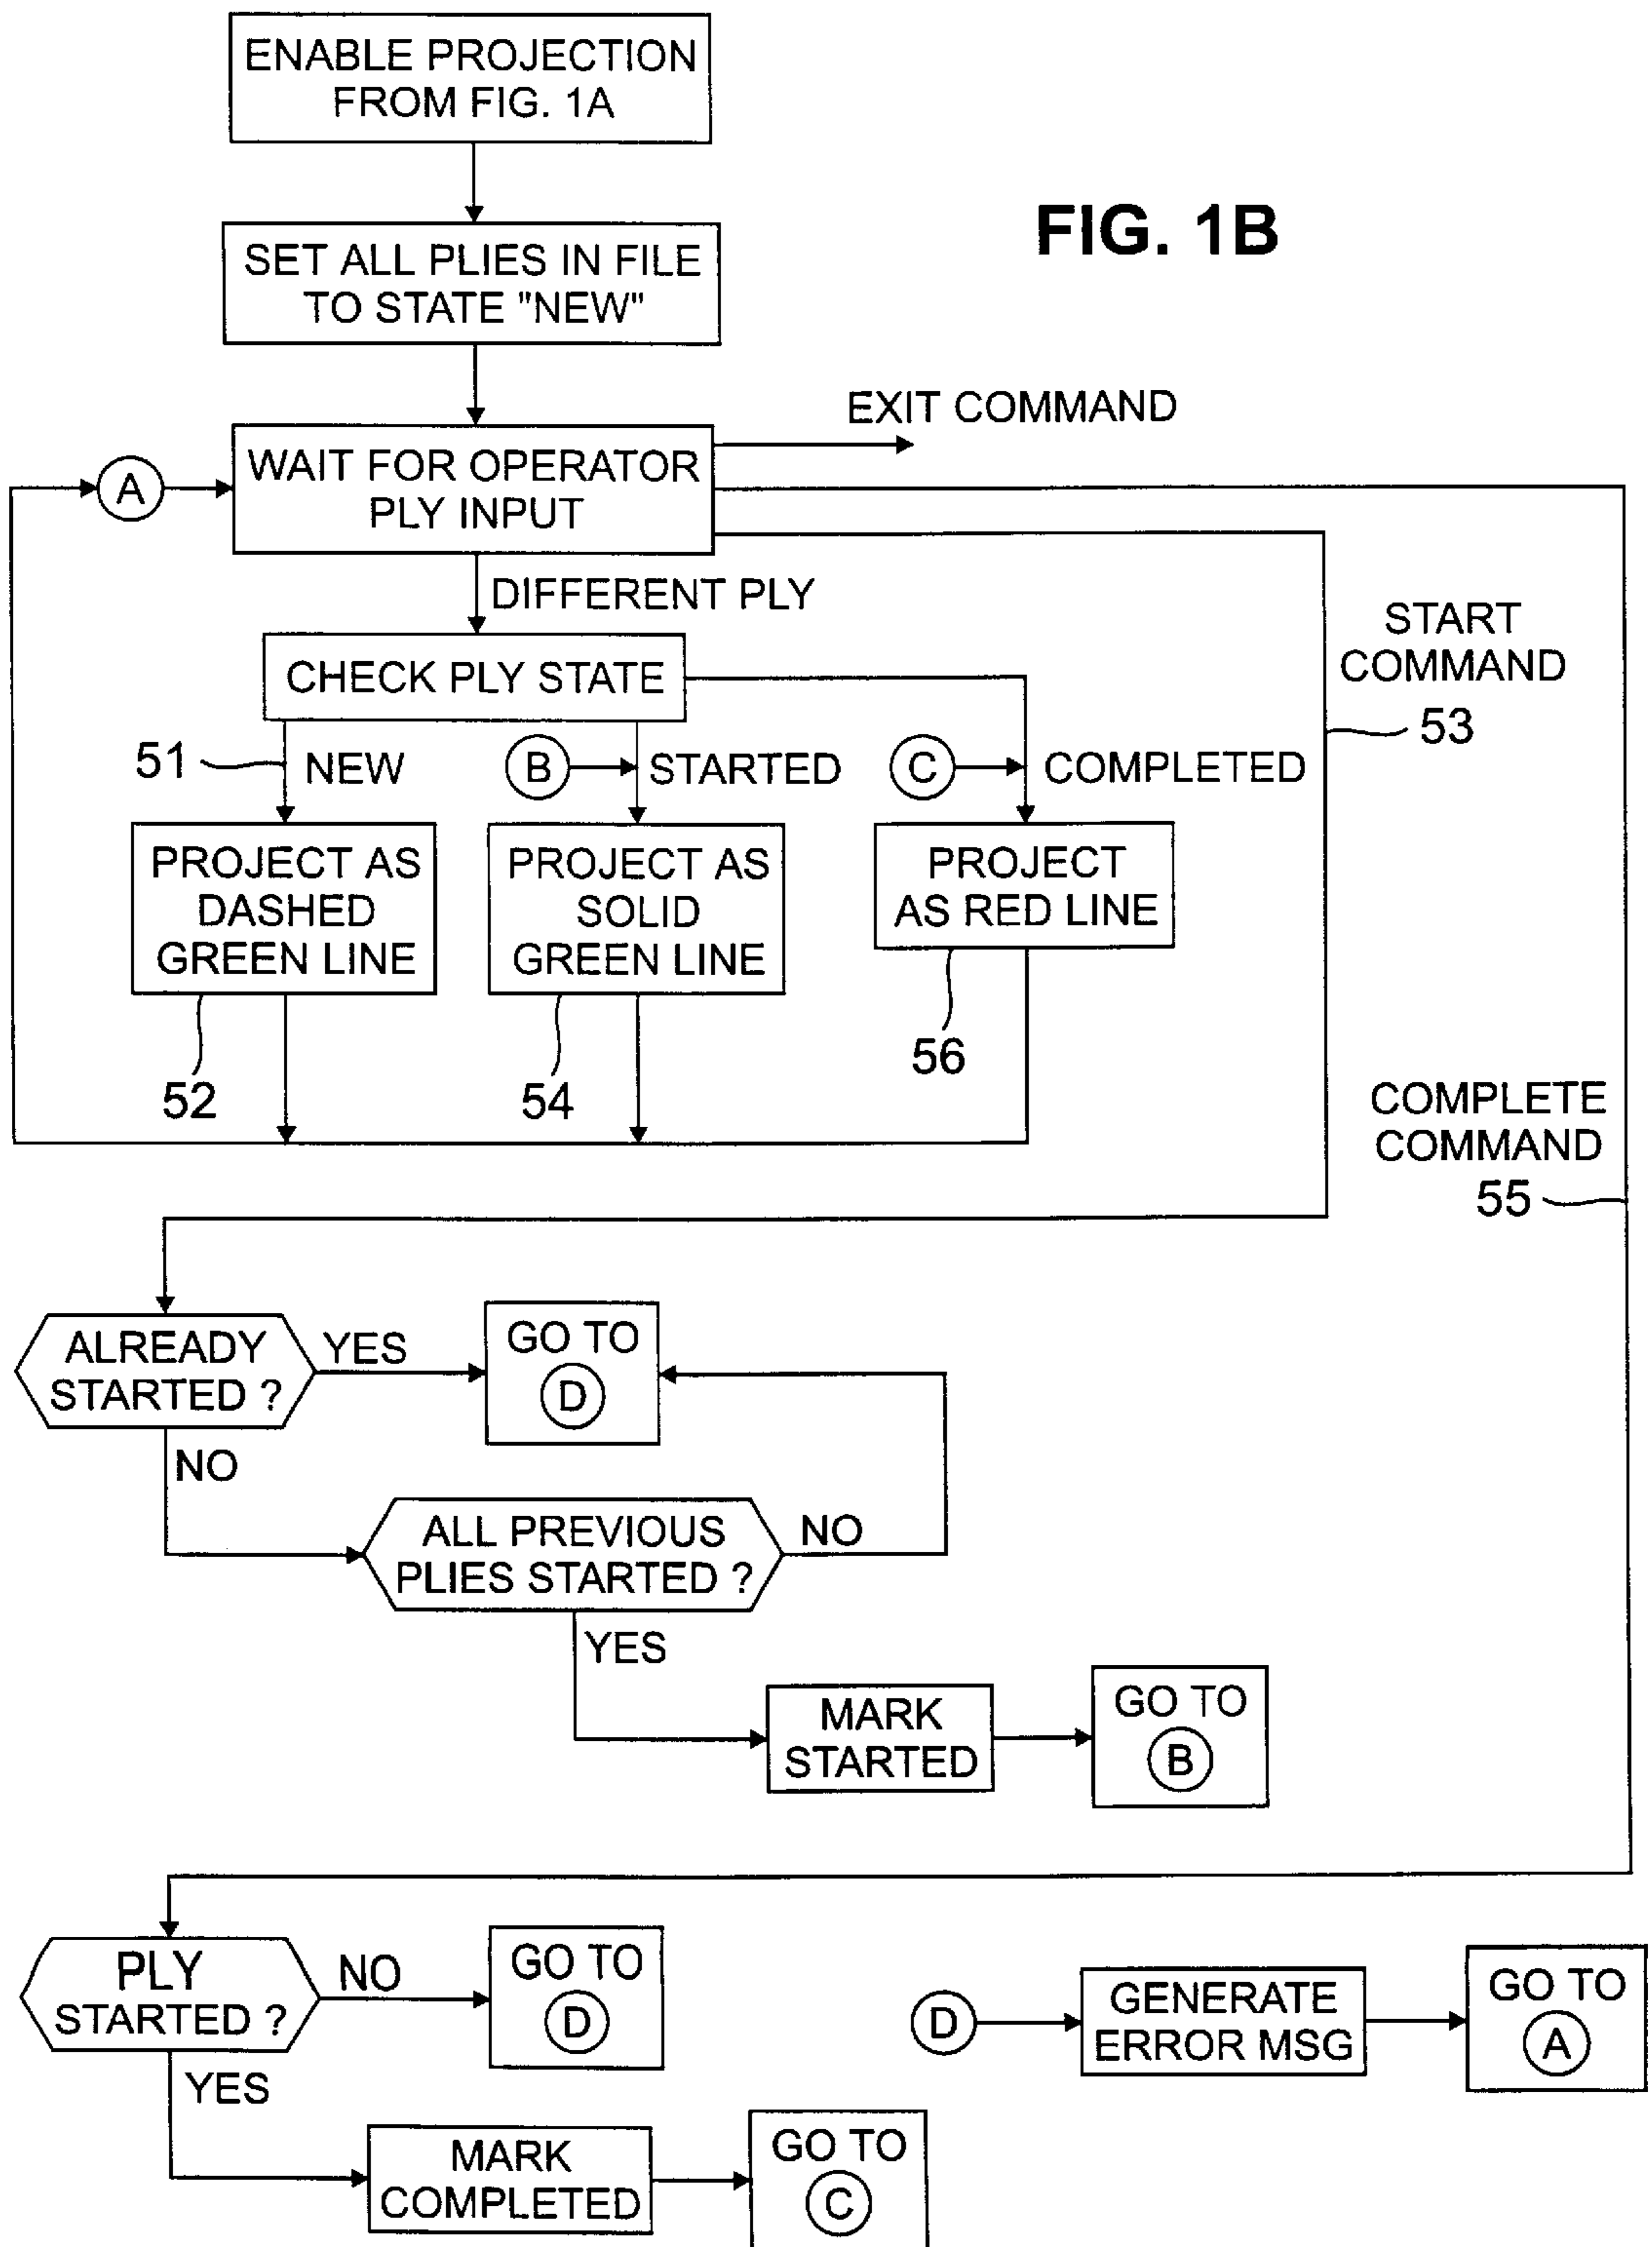 ENABLE PROJECTION
FROM FIG. 1A
FIG. 1B
SET ALL PLIES IN FILE
TO STATE "NEW"
EXIT COMMAND
A
WAIT FOR OPERATOR
PLY INPUT
DIFFERENT PLY
START
COMMAND
53
CHECK PLY STATE
51
NEW
B
STARTED
C
COMPLETED
PROJECT AS
DASHED
GREEN LINE
PROJECT AS
SOLID
GREEN LINE
PROJECT
AS RED LINE
52
54
56
COMPLETE
COMMAND
55
ALREADY
STARTED ?
YES
GO TO
D
NO
ALL PREVIOUS
PLIES STARTED ?
NO
YES
MARK
STARTED
GO TO
B
PLY
STARTED ?
NO
GO TO
D
D
GENERATE
ERROR MSG
GO TO
A
YES
MARK
COMPLETED
GO TO
C